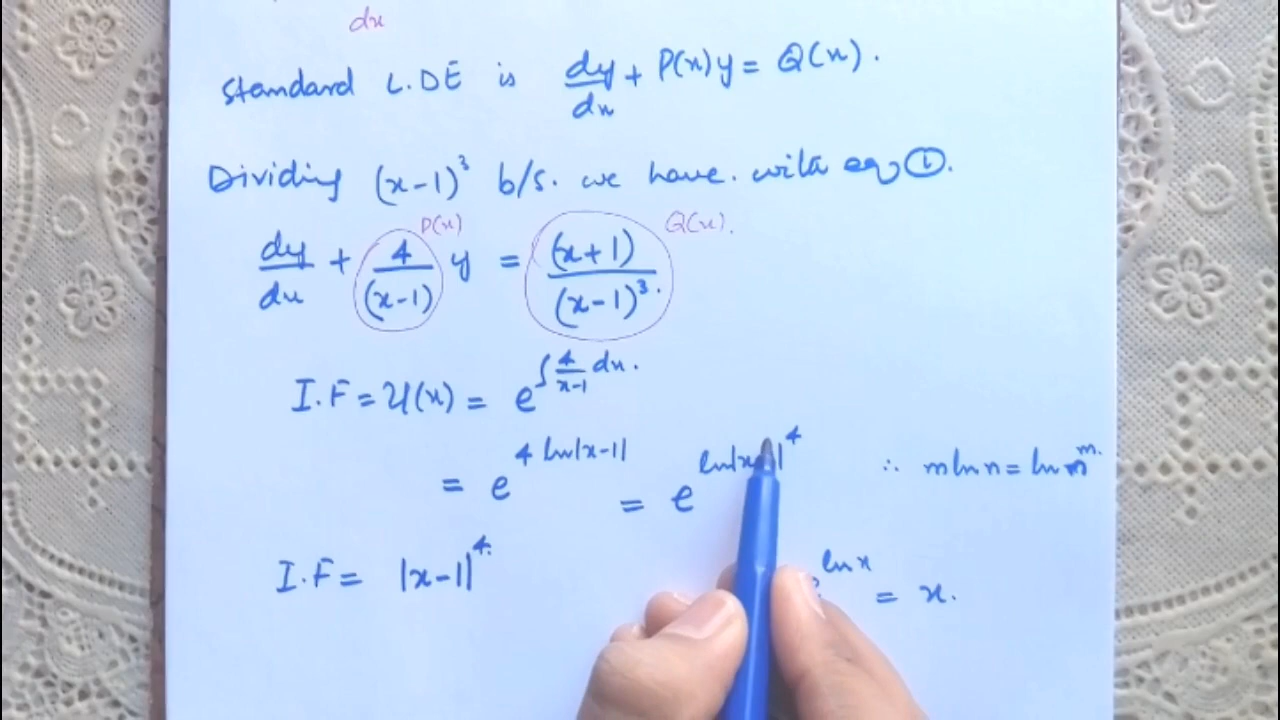 dx
Standard L.DE is dy/dx + P(x)y = Q(x).
Dividing (x-1)³ b/s. we have. with eq ①.
P(x) Q(x).
dy/dx + 4/(x-1) y = (x+1)/(x-1)³.
I.F = u(x) = e^∫4/x-1 dx.
= e^4 ln|x-1| = e^ln|x-1|^4 ∴ m ln n = ln n^m.
I.F = |x-1|^4.
ln x = x.